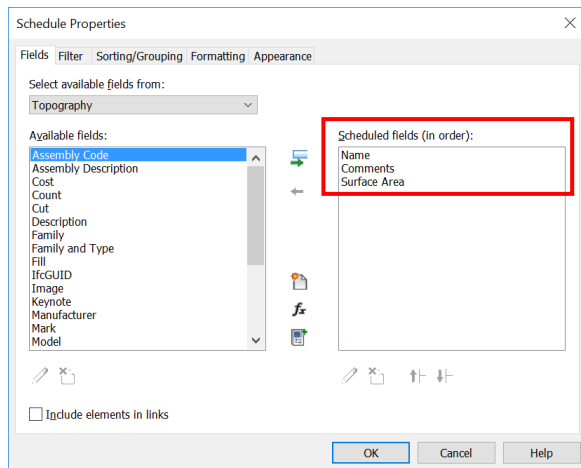 Schedule Properties
Fields Filter Sorting/Grouping Formatting Appearance
Select available fields from:
Topography
Available fields:
Assembly Code
Assembly Description
Cost
Count
Cut
Description
Family
Family and Type
Fill
IfcGUID
Image
Keynote
Manufacturer
Mark
Model
fx
Scheduled fields (in order):
Name
Comments
Surface Area
Include elements in links
OK Cancel Help